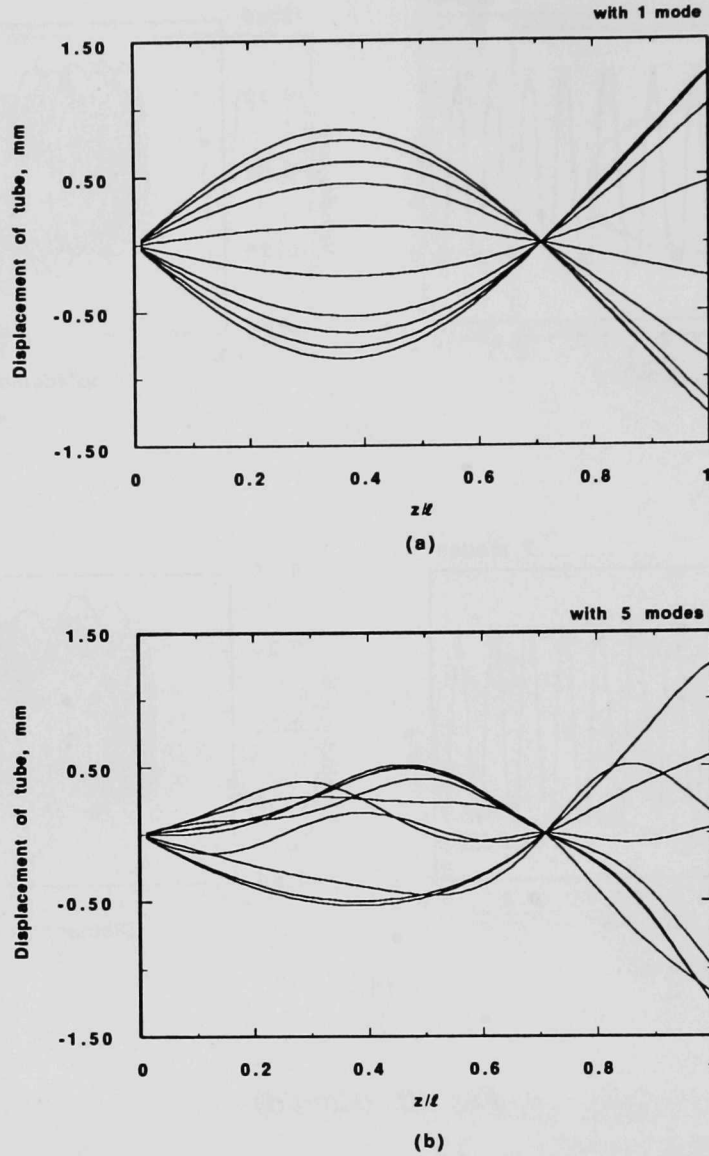 with 1 mode
1.50
0.50
-0.50
-1.50
Displacement of tube, mm
0 0.2 0.4 0.6 0.8 1
z/ℓ
(a)
with 5 modes
1.50
0.50
-0.50
-1.50
Displacement of tube, mm
0 0.2 0.4 0.6 0.8 1
z/ℓ
(b)